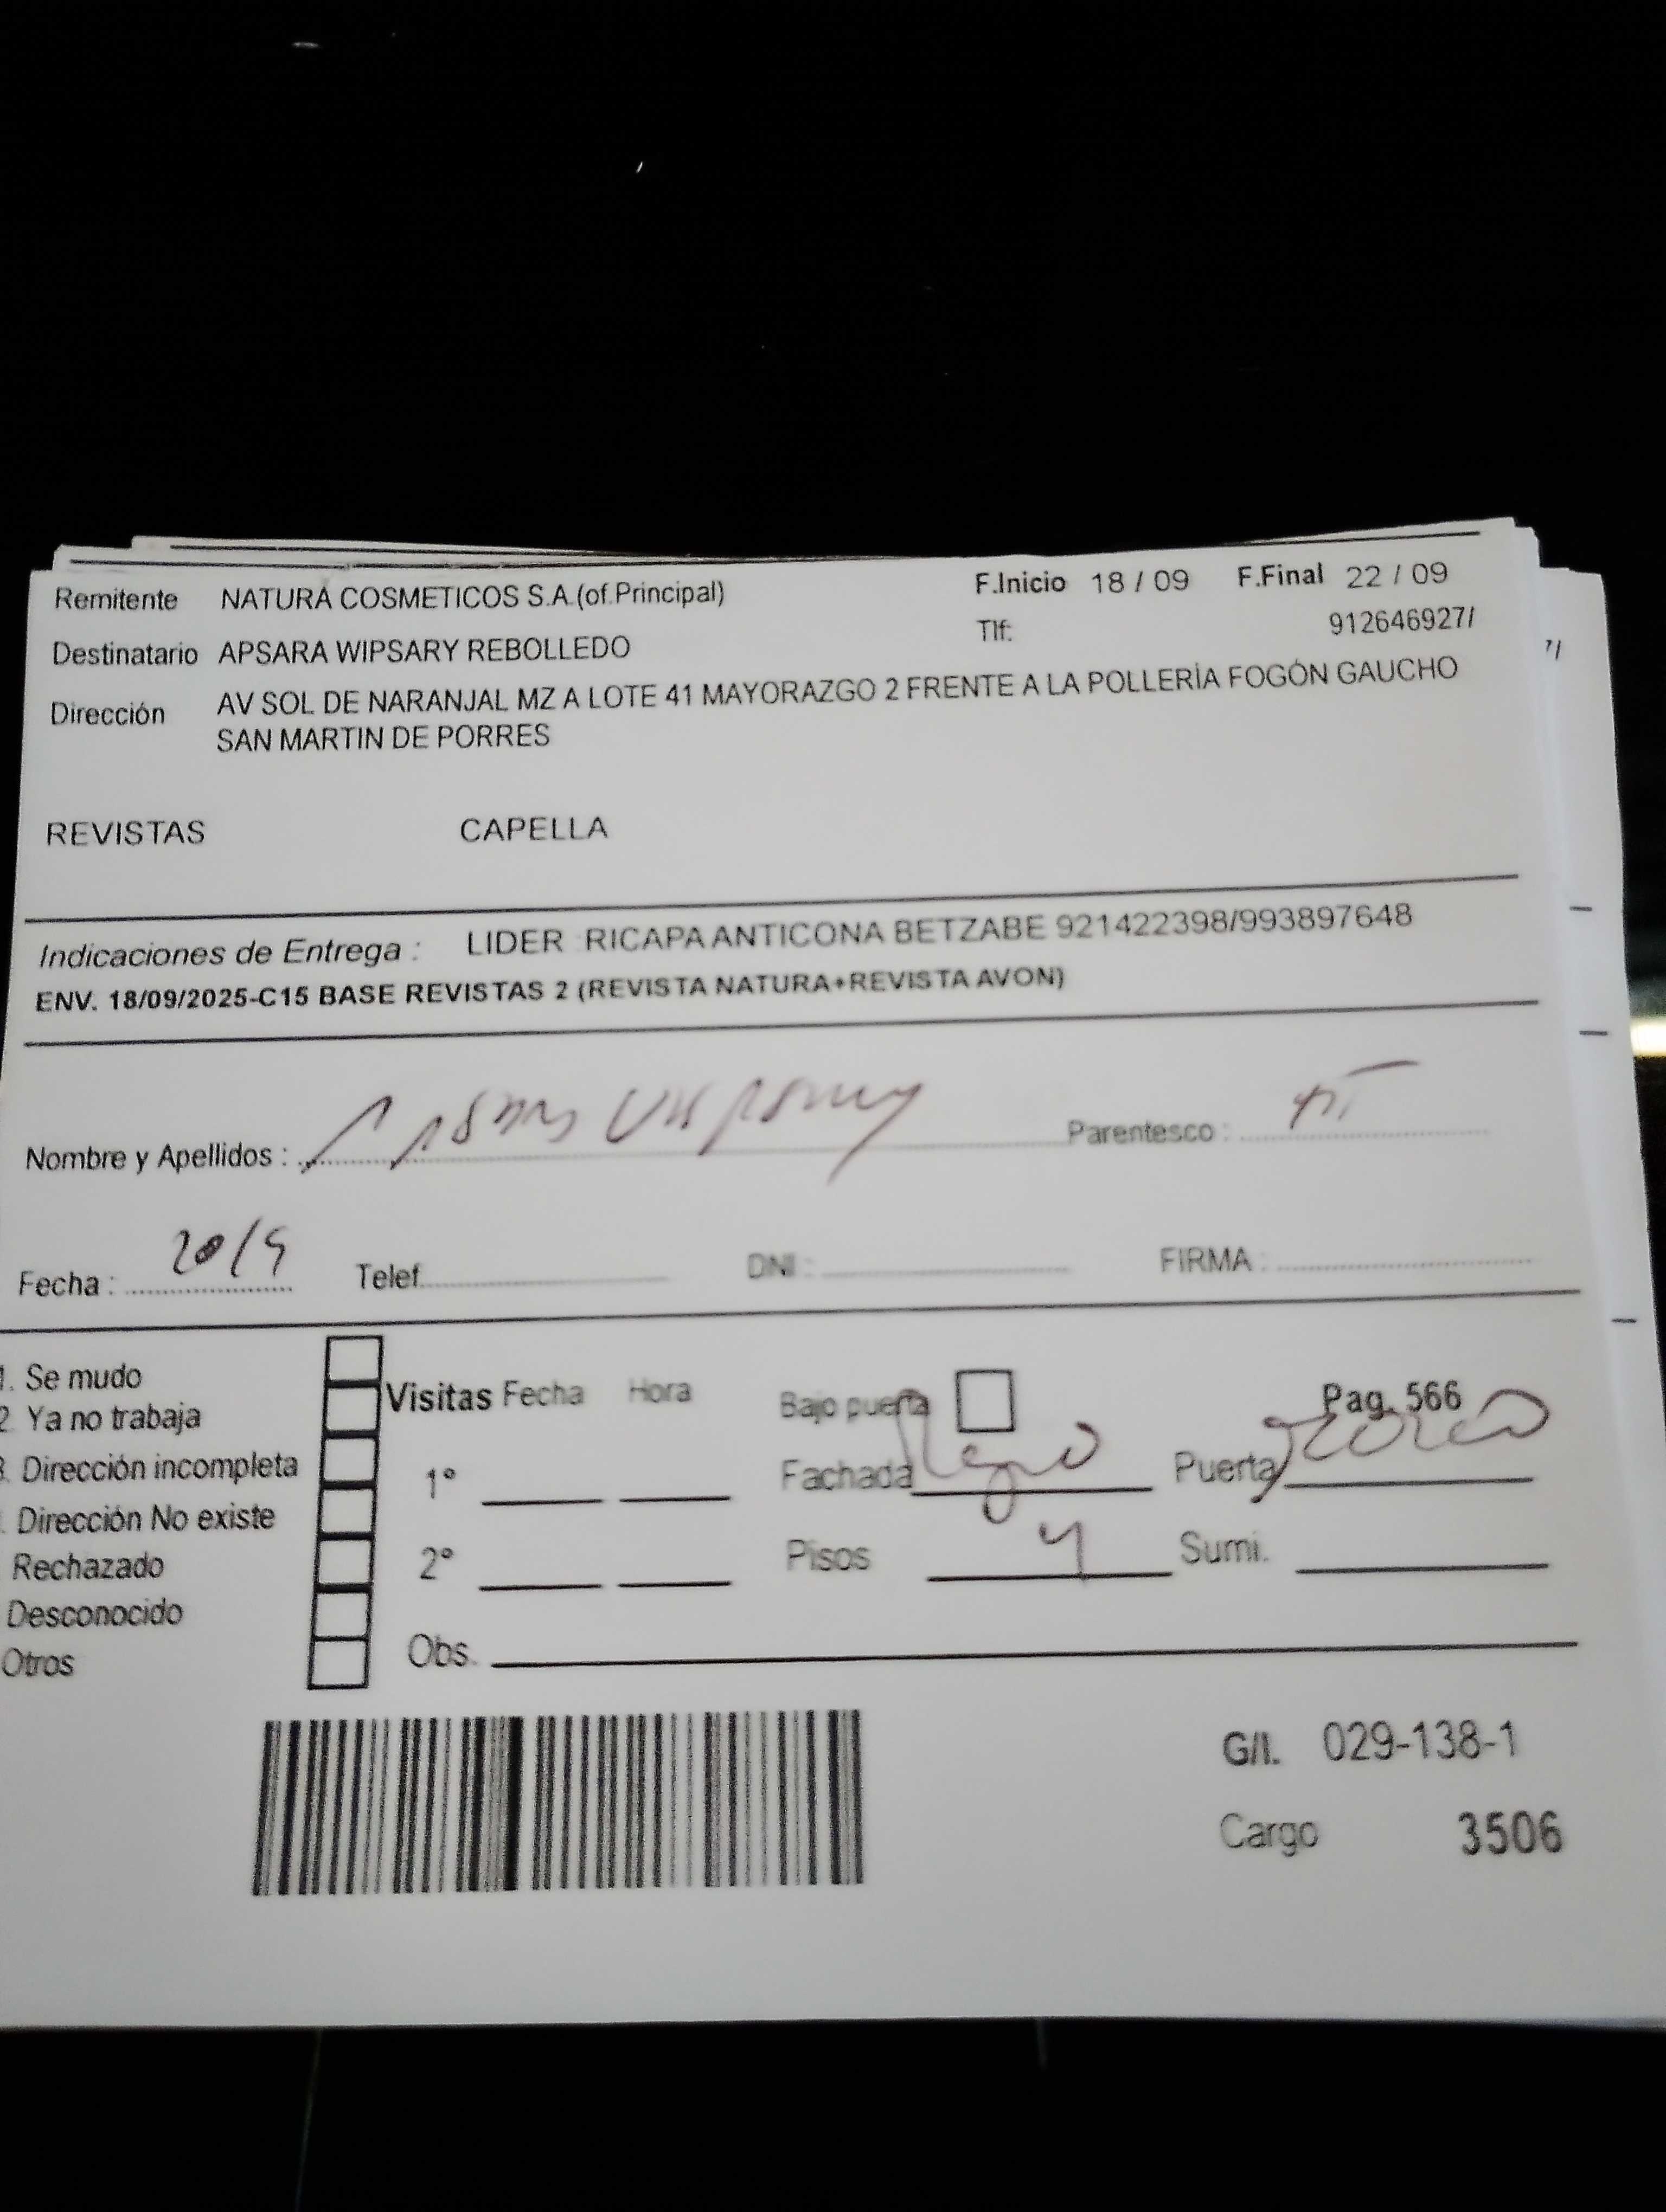 Remitente NATURA COSMETICOS S.A.(of.Principal) F.Inicio 18 / 09 F.Final 22 / 09
Destinatario APSARA WIPSARY REBOLLEDO Tlf: 912646927/
Dirección AV SOL DE NARANJAL MZ A LOTE 41 MAYORAZGO 2 FRENTE A LA POLLERÍA FOGÓN GAUCHO
SAN MARTIN DE PORRES
REVISTAS CAPELLA
Indicaciones de Entrega : LIDER RICAPA ANTICONA BETZABE 921422398/993897648
ENV. 18/09/2025-C15 BASE REVISTAS 2 (REVISTA NATURA+REVISTA AVON)
Nombre y Apellidos : Parentesco :
Fecha : 20/9 Telef. DNI : FIRMA :
1. Se mudo
2. Ya no trabaja
3. Dirección incompleta
Dirección No existe
Rechazado
Desconocido
Otros
Visitas Fecha Hora Bajo puerta Pag. 566
1° Fachada Puerta
2° Pisos 4 Sumi.
Obs.
G/I. 029-138-1
Cargo 3506